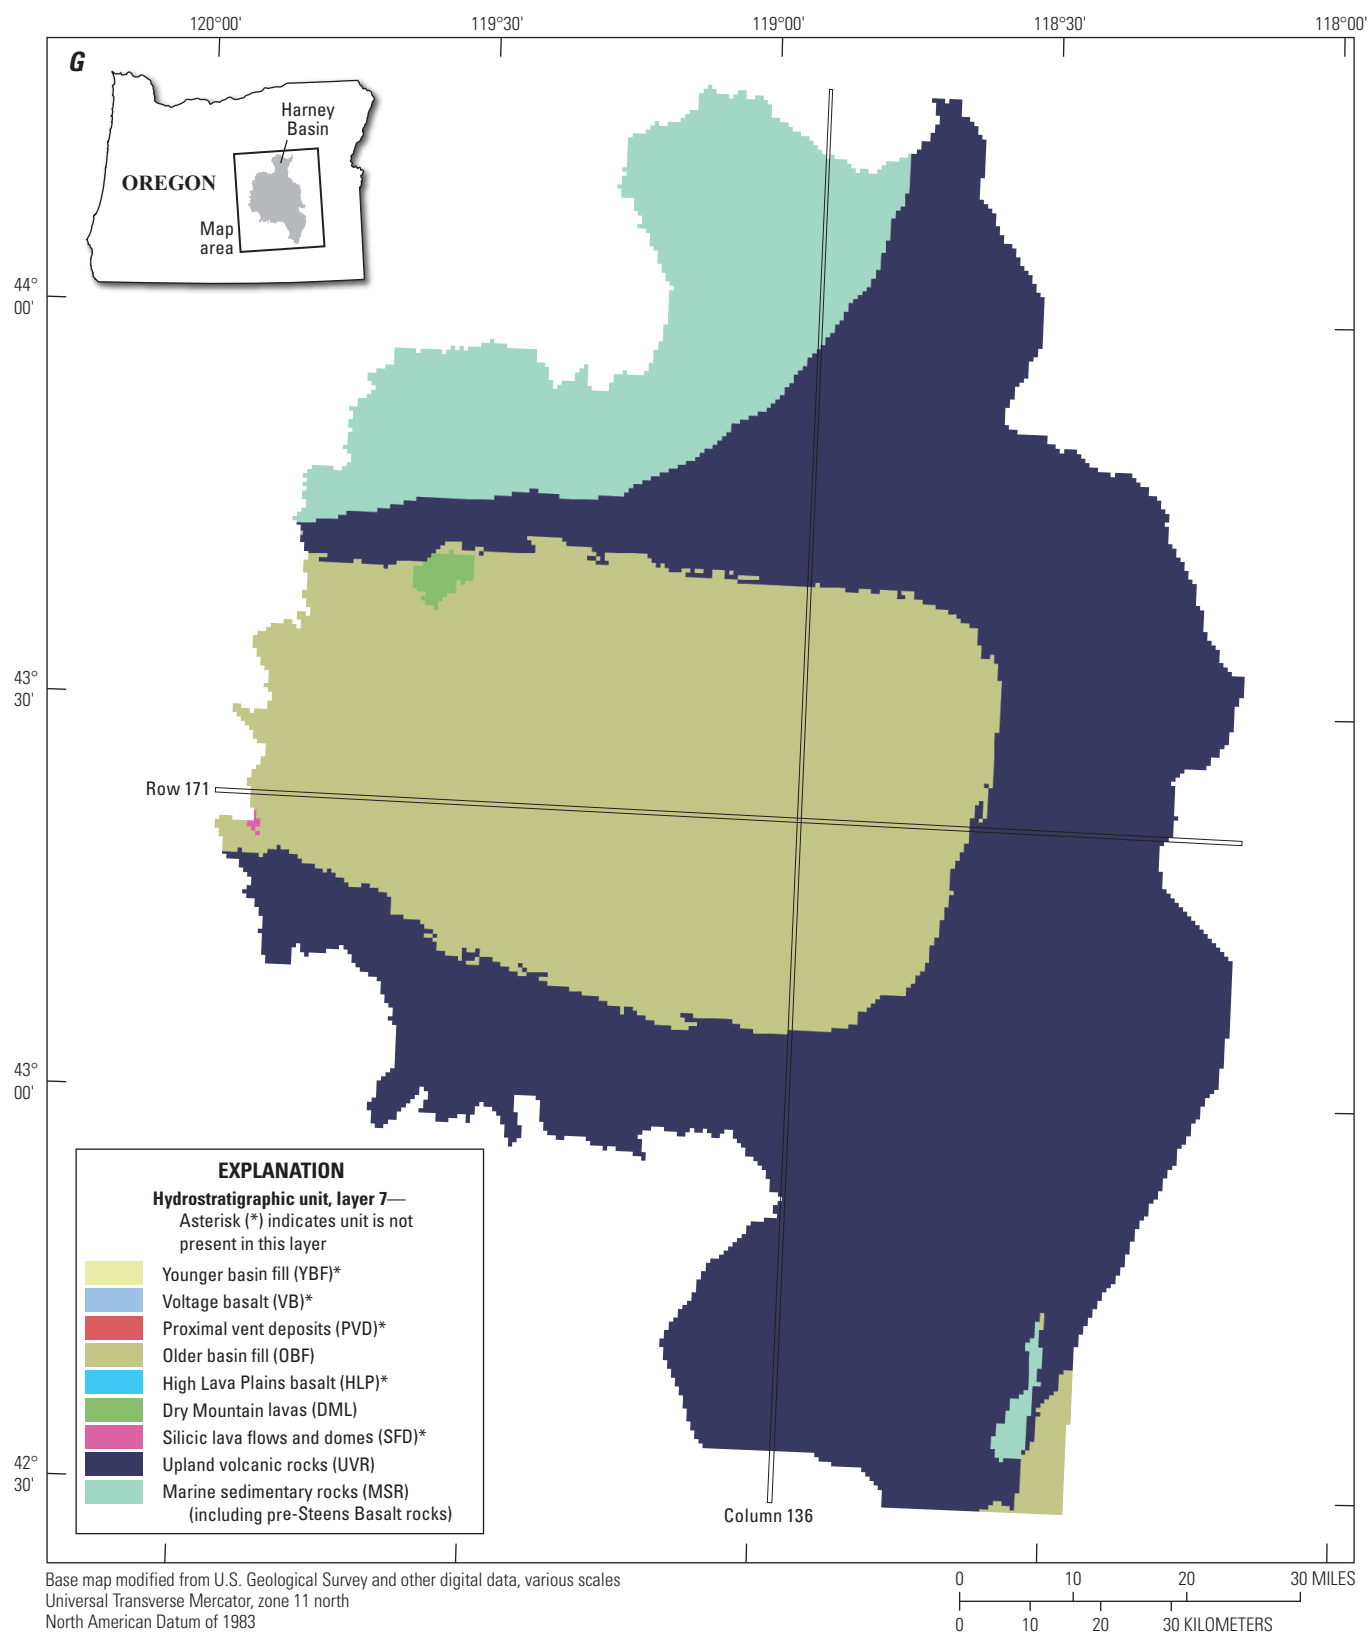 120°00'
119°30'
119°00'
118°30'
118°00'
G
Harney
Basin
OREGON
Map
area
44°
00'
43°
30'
Row 171
43°
00'
42°
30'
Column 136
EXPLANATION
Hydrostratigraphic unit, layer 7—
Asterisk (*) indicates unit is not
present in this layer
Younger basin fill (YBF)*
Voltage basalt (VB)*
Proximal vent deposits (PVD)*
Older basin fill (OBF)
High Lava Plains basalt (HLP)*
Dry Mountain lavas (DML)
Silicic lava flows and domes (SFD)*
Upland volcanic rocks (UVR)
Marine sedimentary rocks (MSR)
(including pre-Steens Basalt rocks)
Base map modified from U.S. Geological Survey and other digital data, various scales
Universal Transverse Mercator, zone 11 north
North American Datum of 1983
0 10 20 30 MILES
0 10 20 30 KILOMETERS